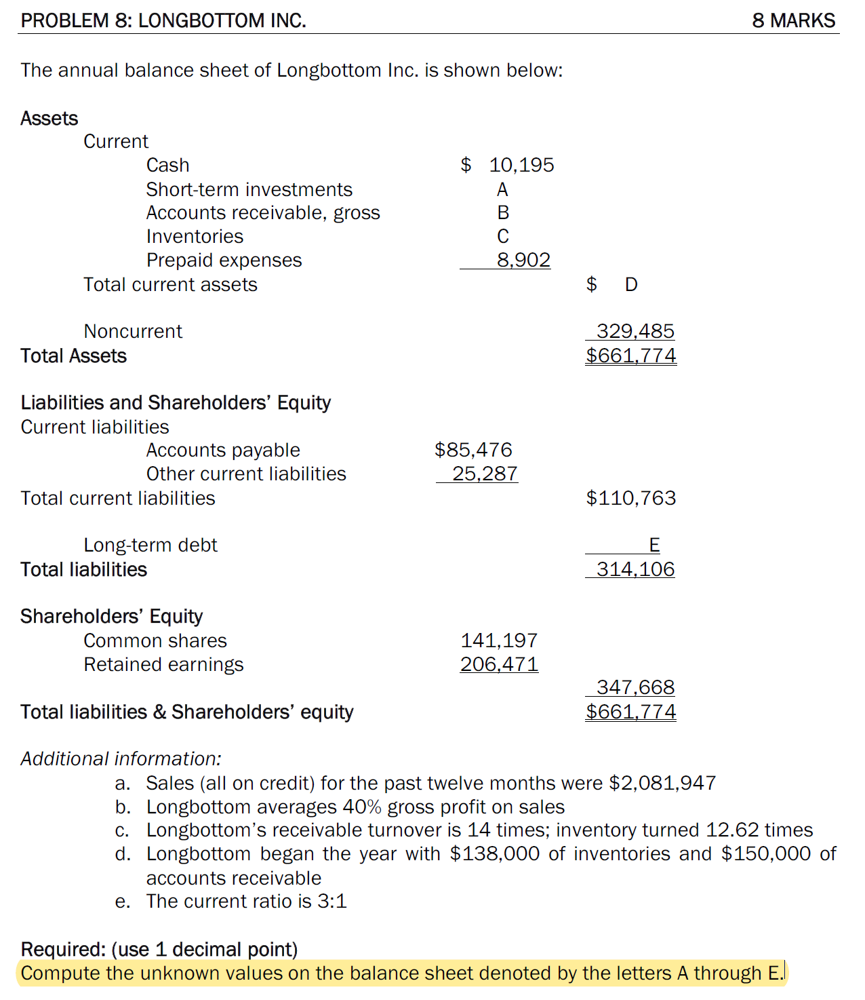 PROBLEM 8: LONGBOTTOM INC. 8 MARKS
The annual balance sheet of Longbottom Inc. is shown below:
Assets
Current
Cash $ 10,195
Short-term investments A
Accounts receivable, gross B
Inventories C
Prepaid expenses 8,902
Total current assets $ D
Noncurrent 329,485
Total Assets $661,774
Liabilities and Shareholders’ Equity
Current liabilities
Accounts payable $85,476
Other current liabilities 25,287
Total current liabilities $110,763
Long-term debt E
Total liabilities 314,106
Shareholders’ Equity
Common shares 141,197
Retained earnings 206,471
347,668
Total liabilities & Shareholders’ equity $661,774
Additional information:
a. Sales (all on credit) for the past twelve months were $2,081,947
b. Longbottom averages 40% gross profit on sales
c. Longbottom’s receivable turnover is 14 times; inventory turned 12.62 times
d. Longbottom began the year with $138,000 of inventories and $150,000 of
accounts receivable
e. The current ratio is 3:1
Required: (use 1 decimal point)
Compute the unknown values on the balance sheet denoted by the letters A through E.